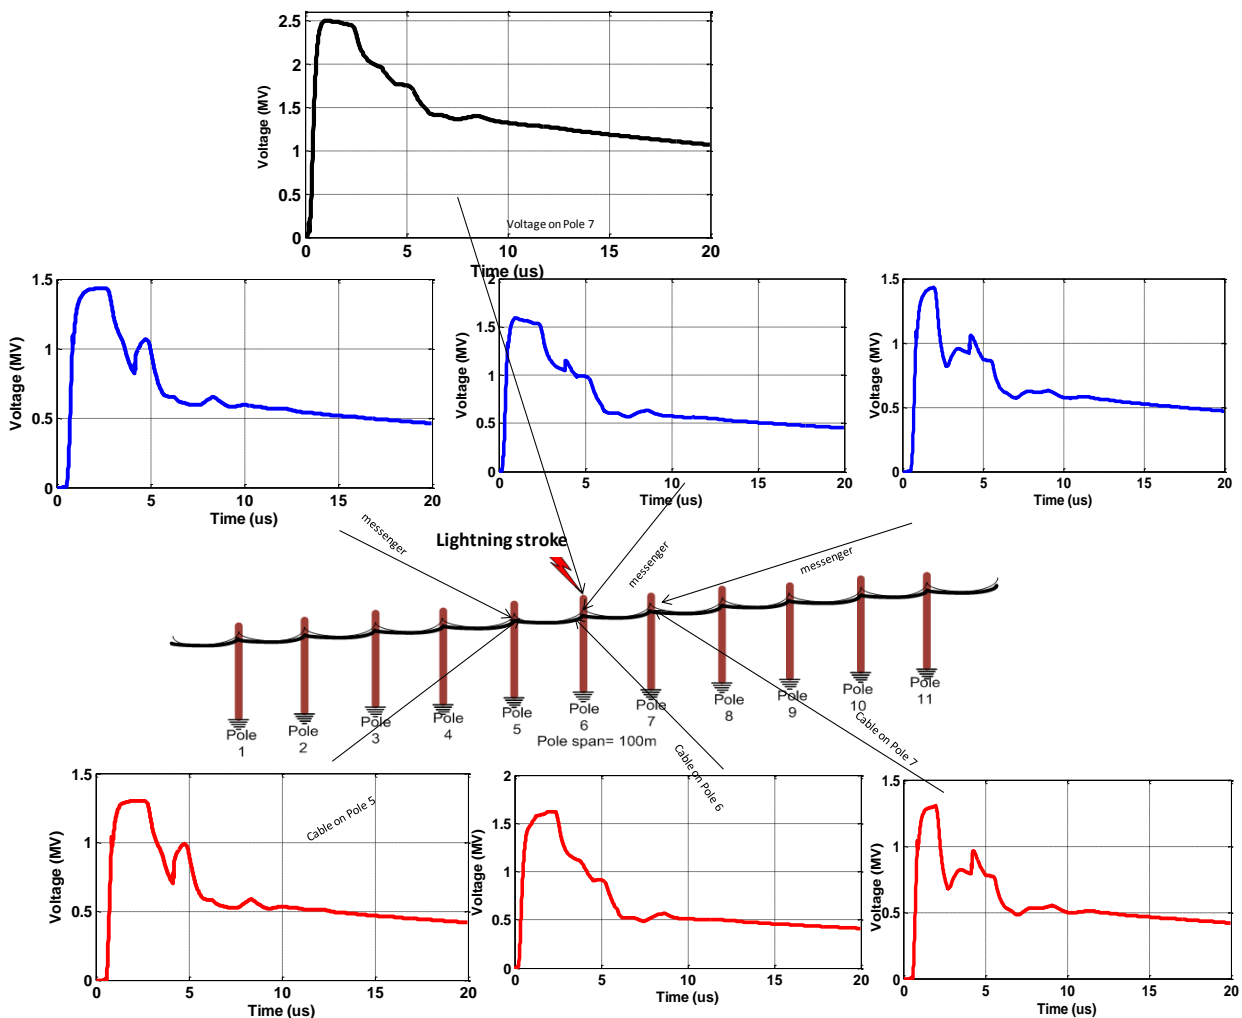 2.5
2
1.5
1
0.5
0
Voltage (MV)
Voltage on Pole 7
0 5 10 15 20
Time (us)
1.5
1
0.5
0
Voltage (MV)
0 5 10 15 20
Time (us)
2
1.5
1
0.5
0
Voltage (MV)
0 5 10 15 20
Time (us)
1.5
1
0.5
0
Voltage (MV)
0 5 10 15 20
Time (us)
messenger
Lightning stroke
messenger
messenger
Pole 1
Pole 2
Pole 3
Pole 4
Pole 5
Pole 6
Pole 7
Pole 8
Pole 9
Pole 10
Pole 11
Pole span= 100m
Cable on Pole 5
Cable on Pole 6
Cable on Pole 7
1.5
1
0.5
0
Voltage (MV)
0 5 10 15 20
Time (us)
2
1.5
1
0.5
0
Voltage (MV)
0 5 10 15 20
Time (us)
1.5
1
0.5
0
Voltage (MV)
0 5 10 15 20
Time (us)